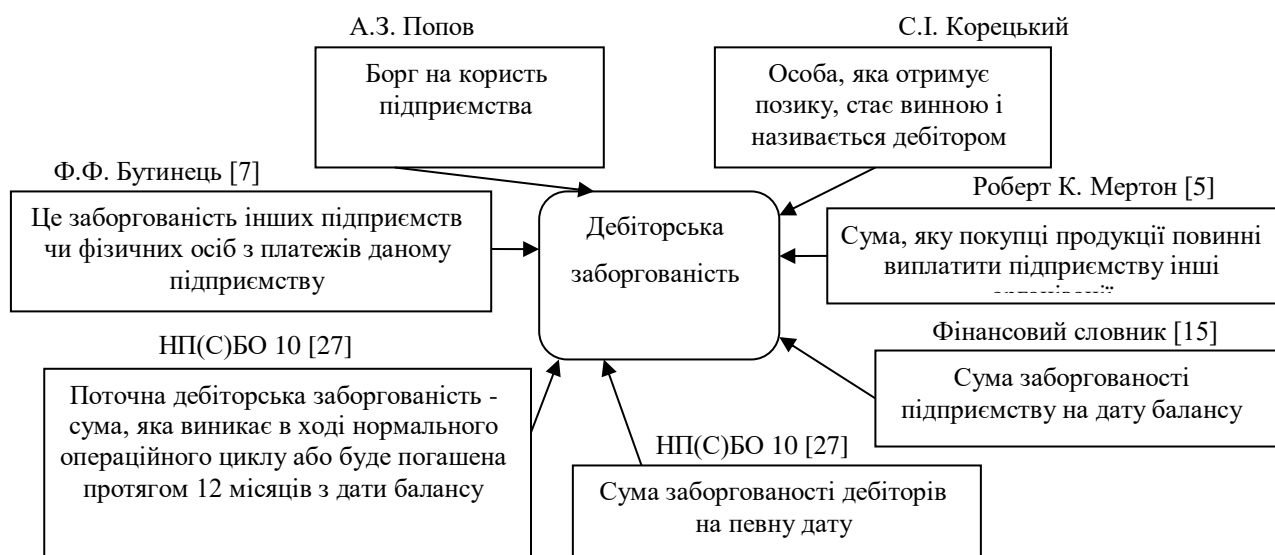 А.З. Попов
Борг на користь
підприємства
С.І. Корецький
Особа, яка отримує
позику, стає винною і
називається дебітором
Ф.Ф. Бутинець [7]
Це заборгованість інших підприємств
чи фізичних осіб з платежів даному
підприємству
Дебіторська
заборгованість
Роберт К. Мертон [5]
Сума, яку покупці продукції повинні
виплатити підприємству інші
НП(С)БО 10 [27]
Поточна дебіторська заборгованість -
сума, яка виникає в ході нормального
операційного циклу або буде погашена
протягом 12 місяців з дати балансу
НП(С)БО 10 [27]
Сума заборгованості дебіторів
на певну дату
Фінансовий словник [15]
Сума заборгованості
підприємству на дату балансу